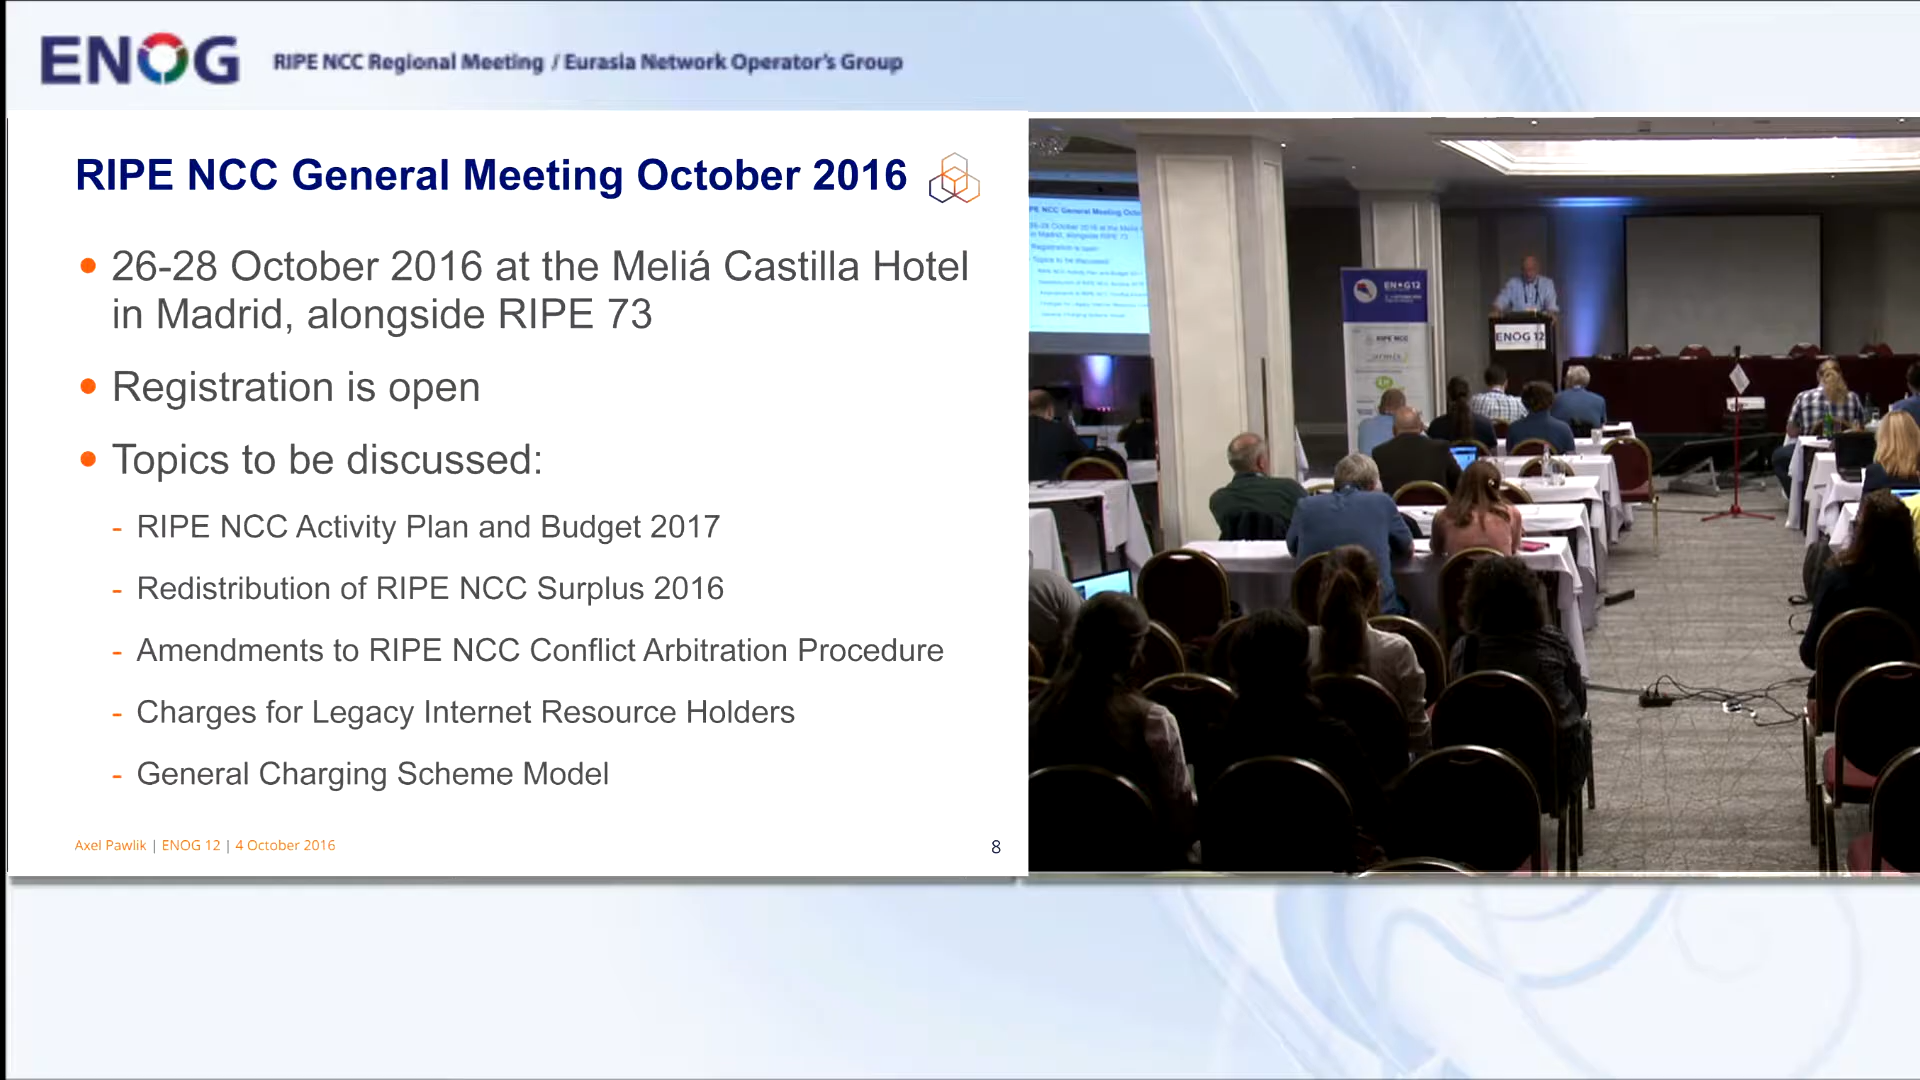 ENOG
RIPE NCC Regional Meeting / Eurasia Network Operator's Group
RIPE NCC General Meeting October 2016
• 26-28 October 2016 at the Meliá Castilla Hotel
in Madrid, alongside RIPE 73
• Registration is open
• Topics to be discussed:
- RIPE NCC Activity Plan and Budget 2017
- Redistribution of RIPE NCC Surplus 2016
- Amendments to RIPE NCC Conflict Arbitration Procedure
- Charges for Legacy Internet Resource Holders
- General Charging Scheme Model
Axel Pawlik | ENOG 12 | 4 October 2016
8
ENOG12
RIPE NCC
ENOG 12